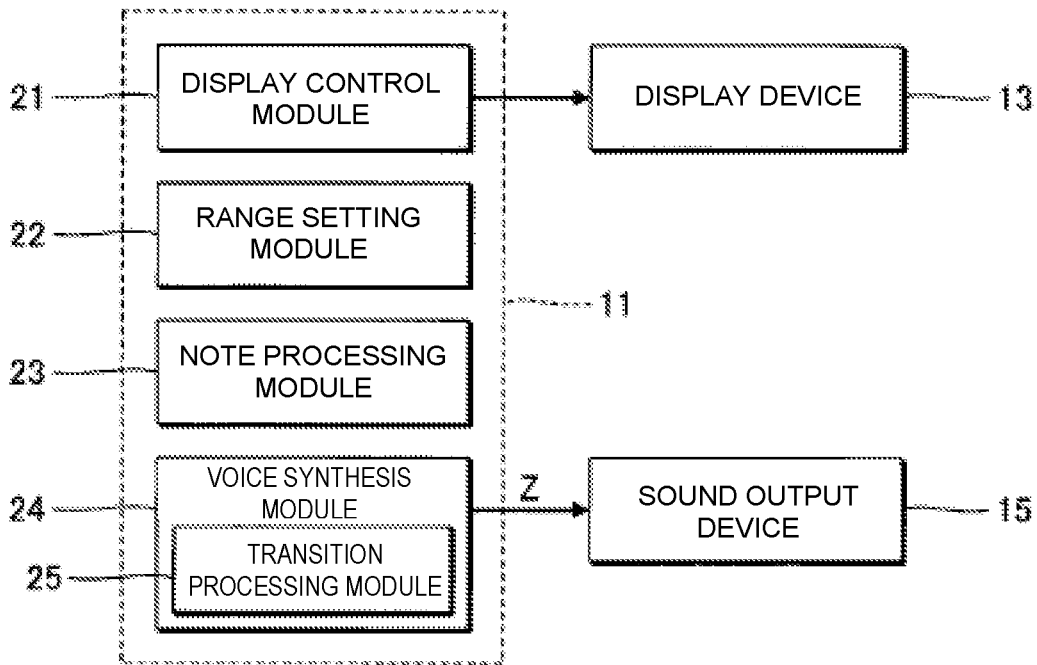 21
DISPLAY CONTROL
MODULE
DISPLAY DEVICE
13
22
RANGE SETTING
MODULE
11
23
NOTE PROCESSING
MODULE
24
VOICE SYNTHESIS
MODULE
Z
SOUND OUTPUT
DEVICE
15
25
TRANSITION
PROCESSING MODULE